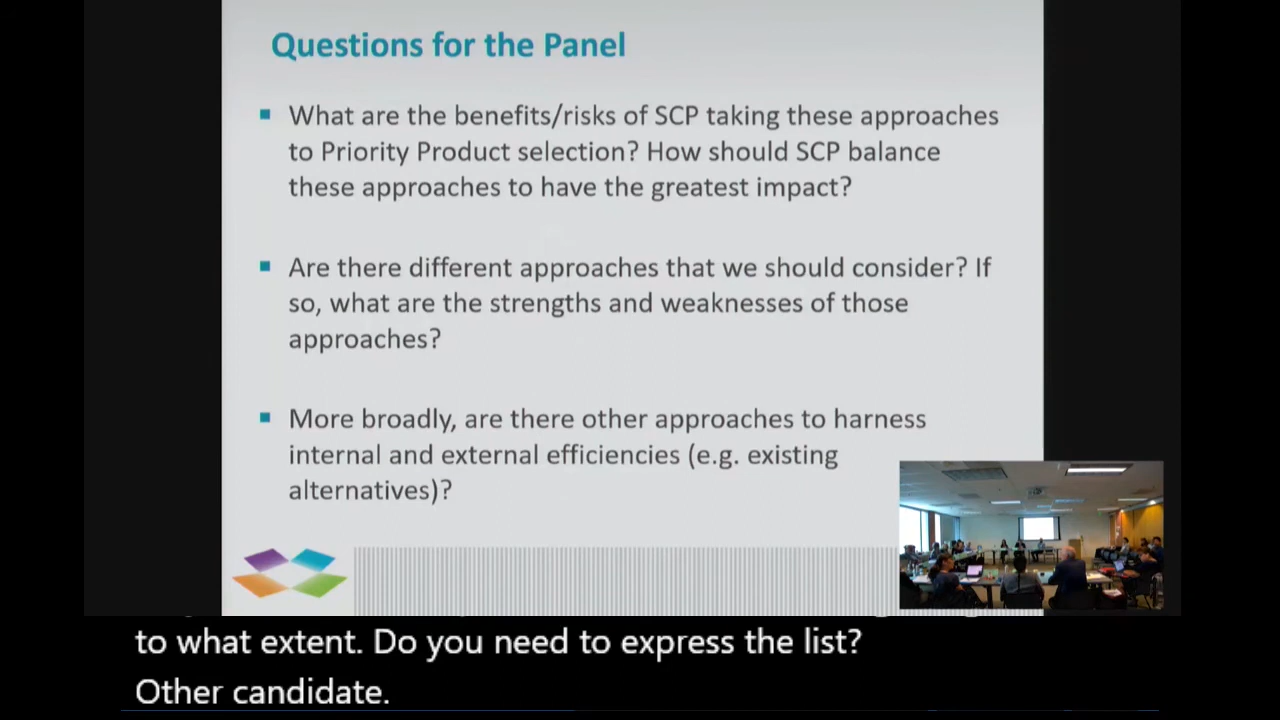 Questions for the Panel
What are the benefits/risks of SCP taking these approaches
to Priority Product selection? How should SCP balance
these approaches to have the greatest impact?
Are there different approaches that we should consider? If
so, what are the strengths and weaknesses of those
approaches?
More broadly, are there other approaches to harness
internal and external efficiencies (e.g. existing
alternatives)?
to what extent. Do you need to express the list?
Other candidate.